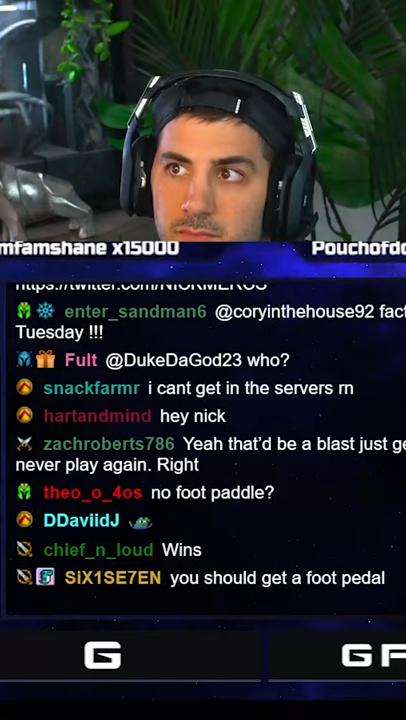 mfamshane x15000
Pouchofdo
https://twitter.com/NICKMERCS
enter_sandman6 @coryinthehouse92 fact
Tuesday !!!
Fult @DukeDaGod23 who?
snackfarmr i cant get in the servers rn
hartandmind hey nick
zachroberts786 Yeah that'd be a blast just ge
never play again. Right
theo_o_4os no foot paddle?
DDaviidJ
chief_n_loud Wins
SiX1SE7EN you should get a foot pedal
G
G F